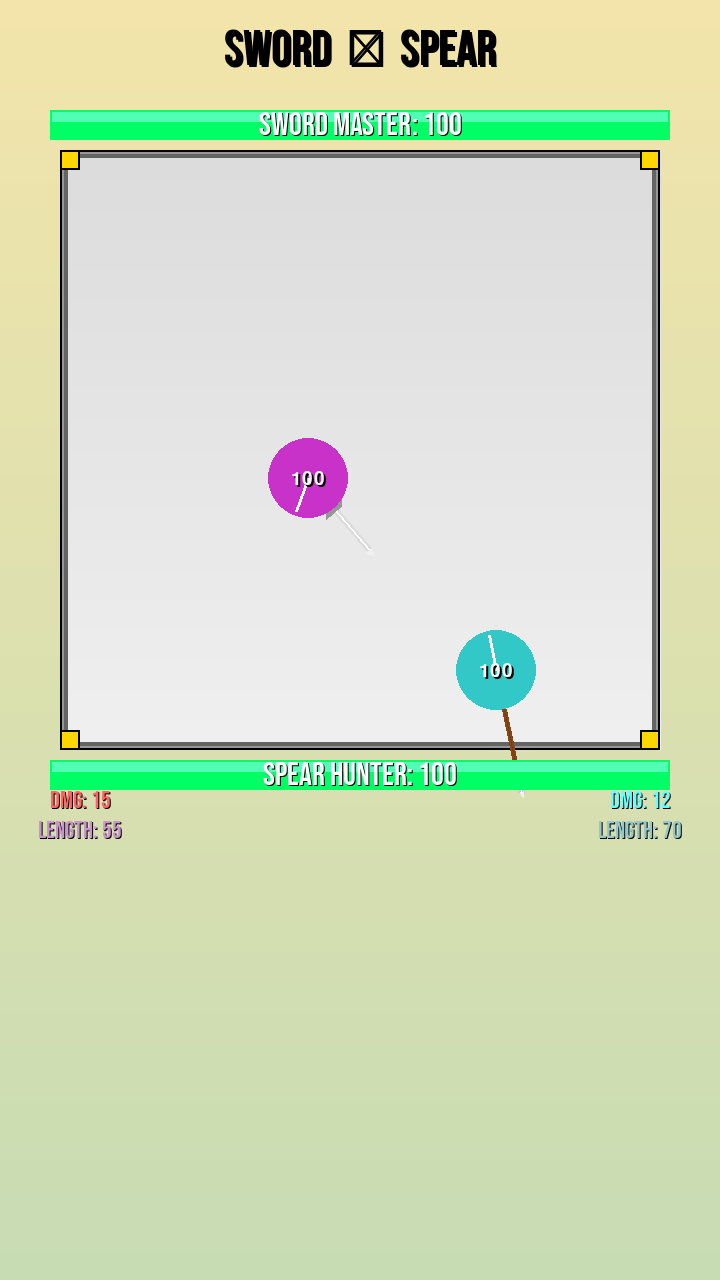 SWORD ☒ SPEAR
SWORD MASTER: 100
100
100
SPEAR HUNTER: 100
DMG: 15
DMG: 12
LENGTH: 55
LENGTH: 70